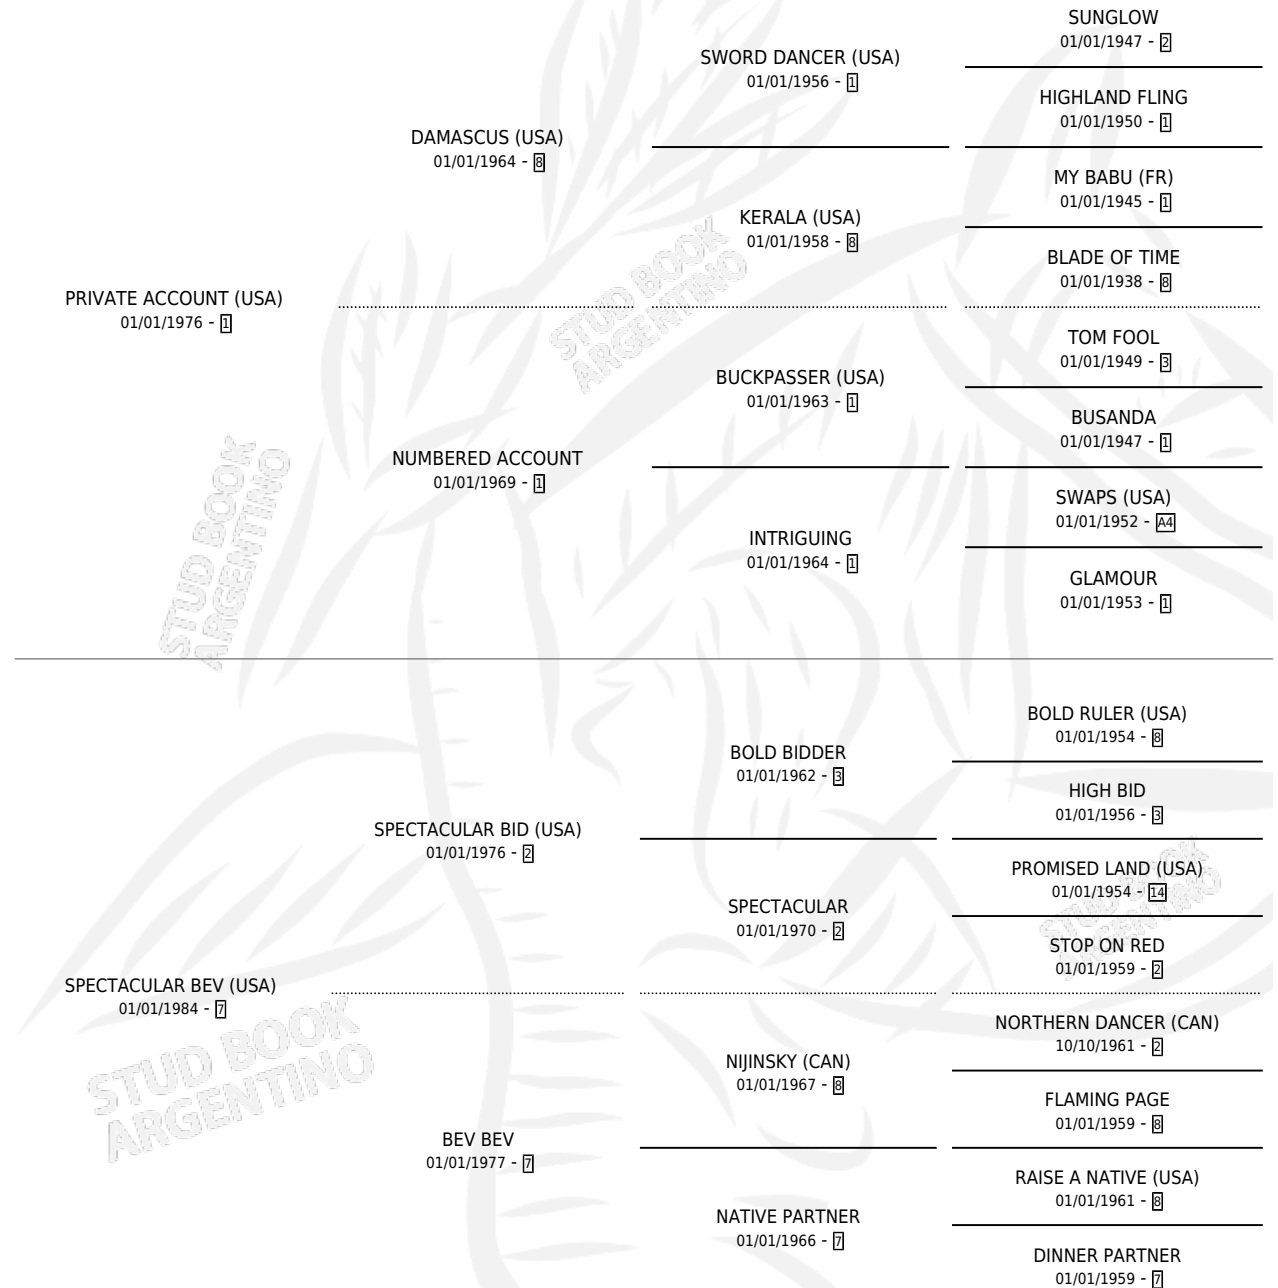 SUNGLOW
01/01/1947 - 2
SWORD DANCER (USA)
01/01/1956 - 1
HIGHLAND FLING
01/01/1950 - 1
DAMASCUS (USA)
01/01/1964 - 8
MY BABU (FR)
01/01/1945 - 1
KERALA (USA)
01/01/1958 - 8
BLADE OF TIME
01/01/1938 - 8
PRIVATE ACCOUNT (USA)
01/01/1976 - 1
STUD BOOK
ARGENTINO
TOM FOOL
01/01/1949 - 3
BUCKPASSER (USA)
01/01/1963 - 1
BUSANDA
01/01/1947 - 1
NUMBERED ACCOUNT
01/01/1969 - 1
SWAPS (USA)
01/01/1952 - A4
INTRIGUING
01/01/1964 - 1
GLAMOUR
01/01/1953 - 1
STUD BOOK
ARGENTINO
BOLD RULER (USA)
01/01/1954 - 8
BOLD BIDDER
01/01/1962 - 3
HIGH BID
01/01/1956 - 3
SPECTACULAR BID (USA)
01/01/1976 - 2
PROMISED LAND (USA)
01/01/1954 - 14
SPECTACULAR
01/01/1970 - 2
STUD BOOK
ARGENTINO
STOP ON RED
01/01/1959 - 2
SPECTACULAR BEV (USA)
01/01/1984 - 7
STUD BOOK
ARGENTINO
NORTHERN DANCER (CAN)
10/10/1961 - 2
NIJINSKY (CAN)
01/01/1967 - 8
FLAMING PAGE
01/01/1959 - 8
BEV BEV
01/01/1977 - 7
RAISE A NATIVE (USA)
01/01/1961 - 8
NATIVE PARTNER
01/01/1966 - 7
DINNER PARTNER
01/01/1959 - 7